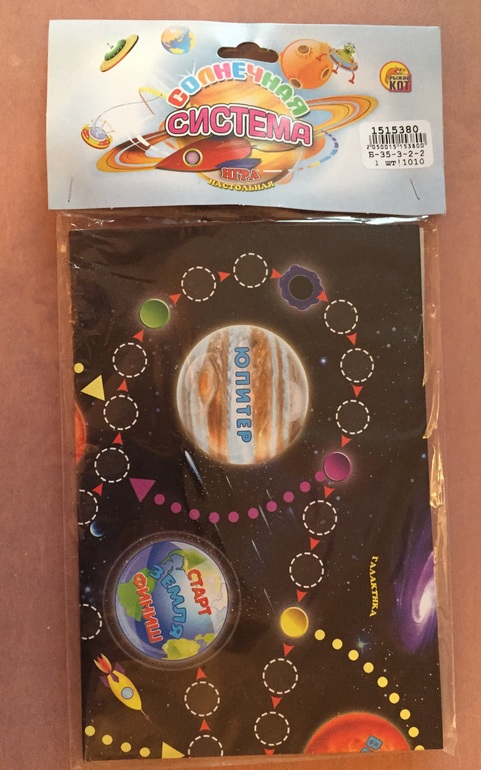 СОЛНЕЧНАЯ
СИСТЕМА
ИГРА
НАСТОЛЬНАЯ
РЫЖИЙ
КОТ
1515380
2050015153800
Б-35-3-2-2
1 шт!1010
ЮПИТЕР
ГАЛАКТИКА
СТАРТ
ЗЕМЛЯ
ФИНИШ